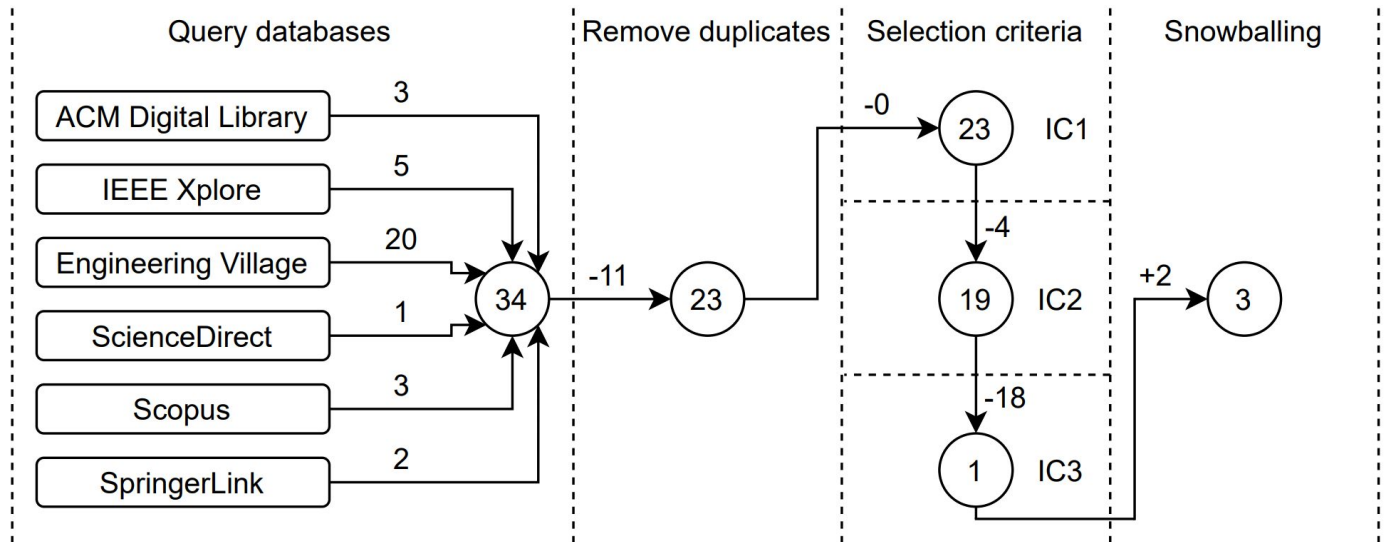 Query databases
Remove duplicates
Selection criteria
Snowballing
ACM Digital Library
3
IEEE Xplore
5
Engineering Village
20
ScienceDirect
1
Scopus
3
SpringerLink
2
34
-11
23
-0
23
IC1
-4
19
IC2
-18
1
IC3
+2
3